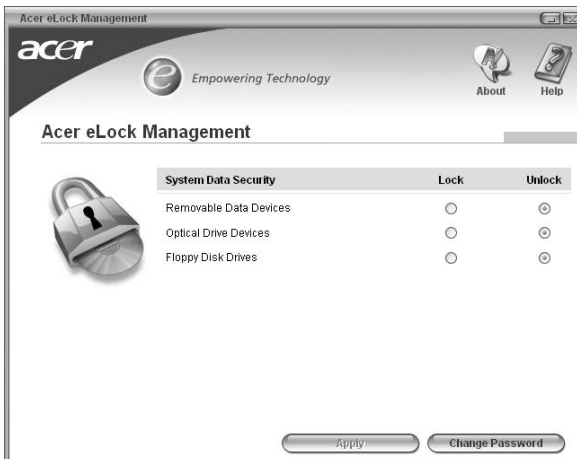 Acer eLock Management
acer
e Empowering Technology
About Help
Acer eLock Management
System Data Security Lock Unlock
Removable Data Devices
Optical Drive Devices
Floppy Disk Drives
Apply Change Password